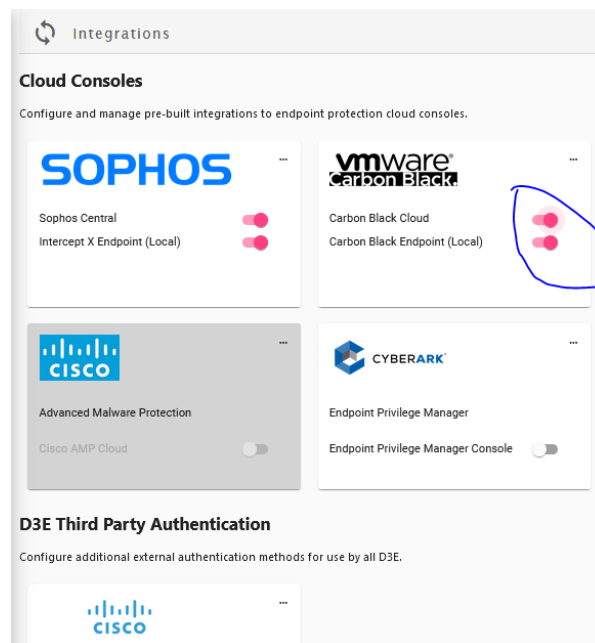 Integrations
Cloud Consoles
Configure and manage pre-built integrations to endpoint protection cloud consoles.
SOPHOS
...
Sophos Central
Intercept X Endpoint (Local)
vmware®
Carbon Black.
...
Carbon Black Cloud
Carbon Black Endpoint (Local)
CISCO
...
Advanced Malware Protection
Cisco AMP Cloud
CYBERARK®
...
Endpoint Privilege Manager
Endpoint Privilege Manager Console
D3E Third Party Authentication
Configure additional external authentication methods for use by all D3E.
CISCO
...